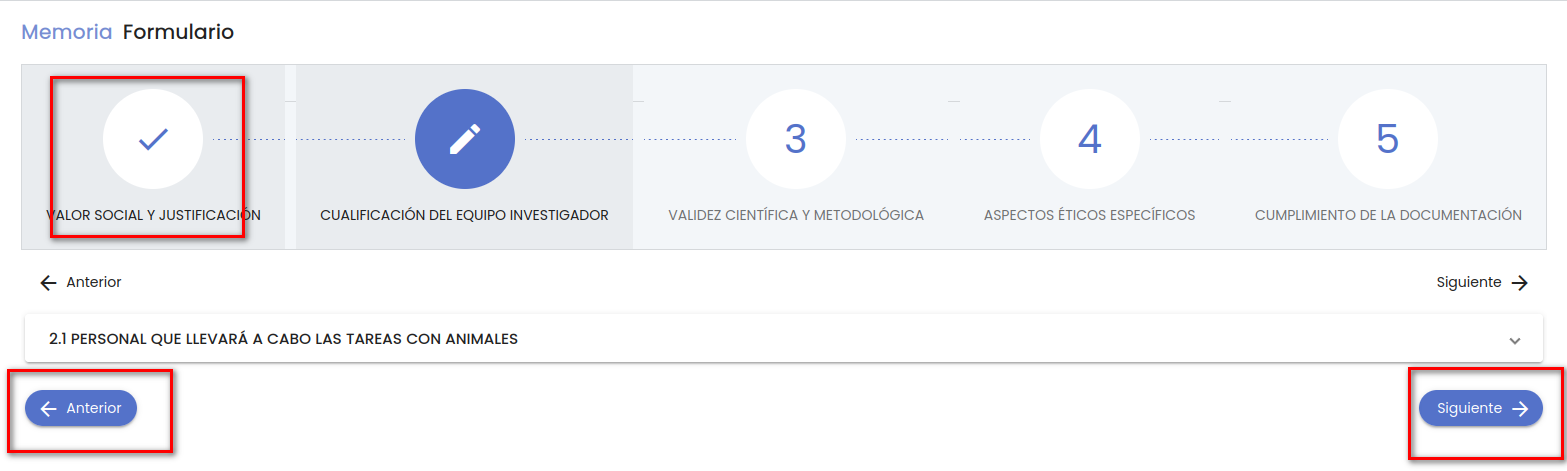 Memoria Formulario
3 4 5
VALOR SOCIAL Y JUSTIFICACIÓN CUALIFICACIÓN DEL EQUIPO INVESTIGADOR VALIDEZ CIENTÍFICA Y METODOLÓGICA ASPECTOS ÉTICOS ESPECÍFICOS CUMPLIMIENTO DE LA DOCUMENTACIÓN
Anterior Siguiente
2.1 PERSONAL QUE LLEVARÁ A CABO LAS TAREAS CON ANIMALES
Anterior Siguiente